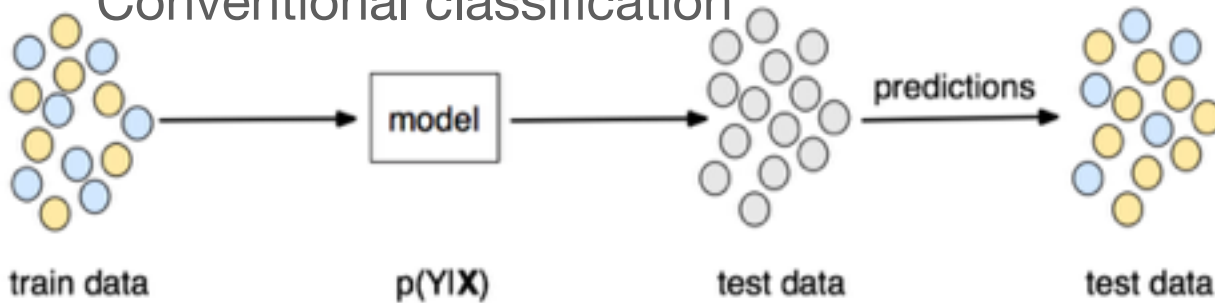 Conventional classification
predictions
model
train data
p(Y|X)
test data
test data